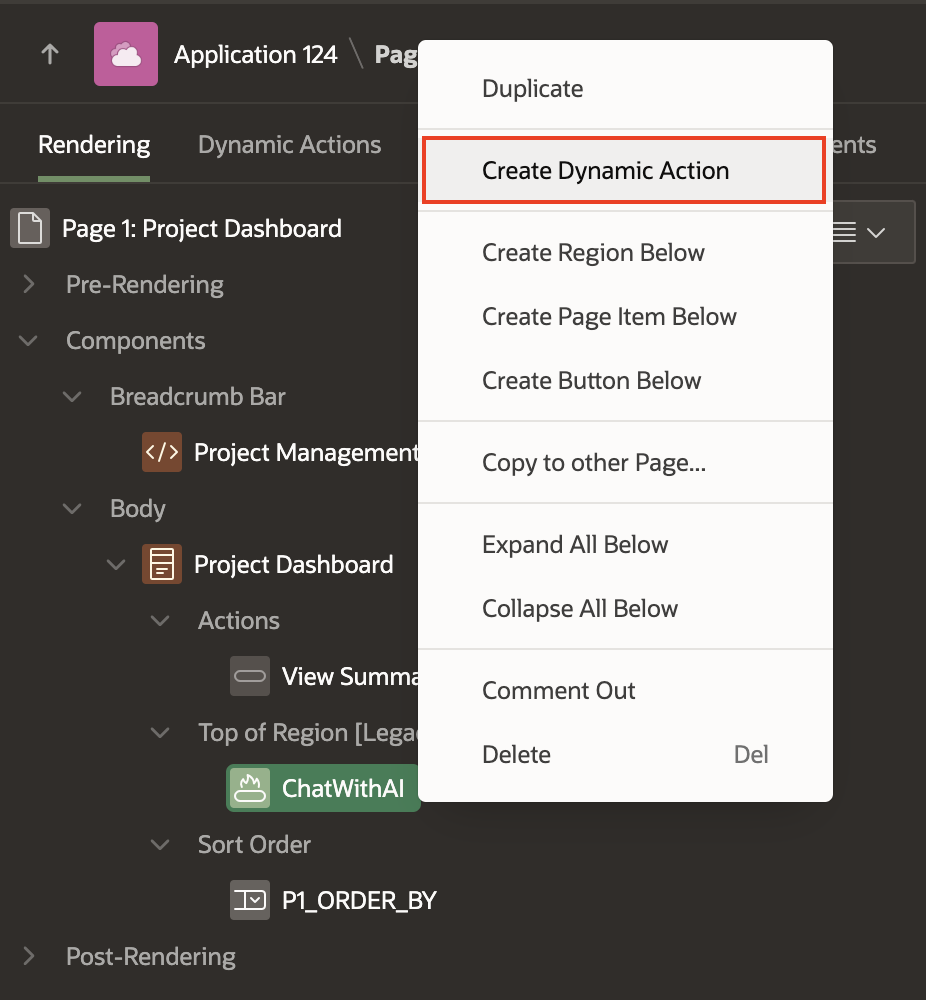 Application 124 \ Pag
Rendering Dynamic Actions ents
Page 1: Project Dashboard
Pre-Rendering
Components
Breadcrumb Bar
</> Project Management
Body
Project Dashboard
Actions
View Summa
Top of Region [Lega
ChatWithAI
Sort Order
P1_ORDER_BY
Post-Rendering
Duplicate
Create Dynamic Action
Create Region Below
Create Page Item Below
Create Button Below
Copy to other Page...
Expand All Below
Collapse All Below
Comment Out
Delete Del